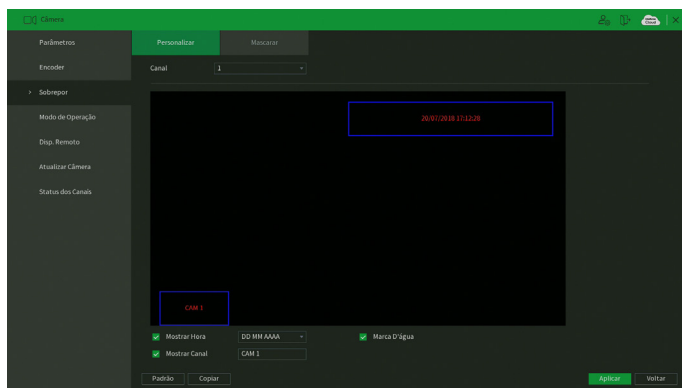 Câmera
Parâmetros
Encoder
Sobrepor
Modo de Operação
Disp. Remoto
Atualizar Câmera
Status dos Canais
Personalizar Mascarar
Canal 1
20/07/2018 17:12:28
CAM 1
Mostrar Hora DD MM AAAA Marca D'água
Mostrar Canal CAM 1
Padrão Copiar Aplicar Voltar